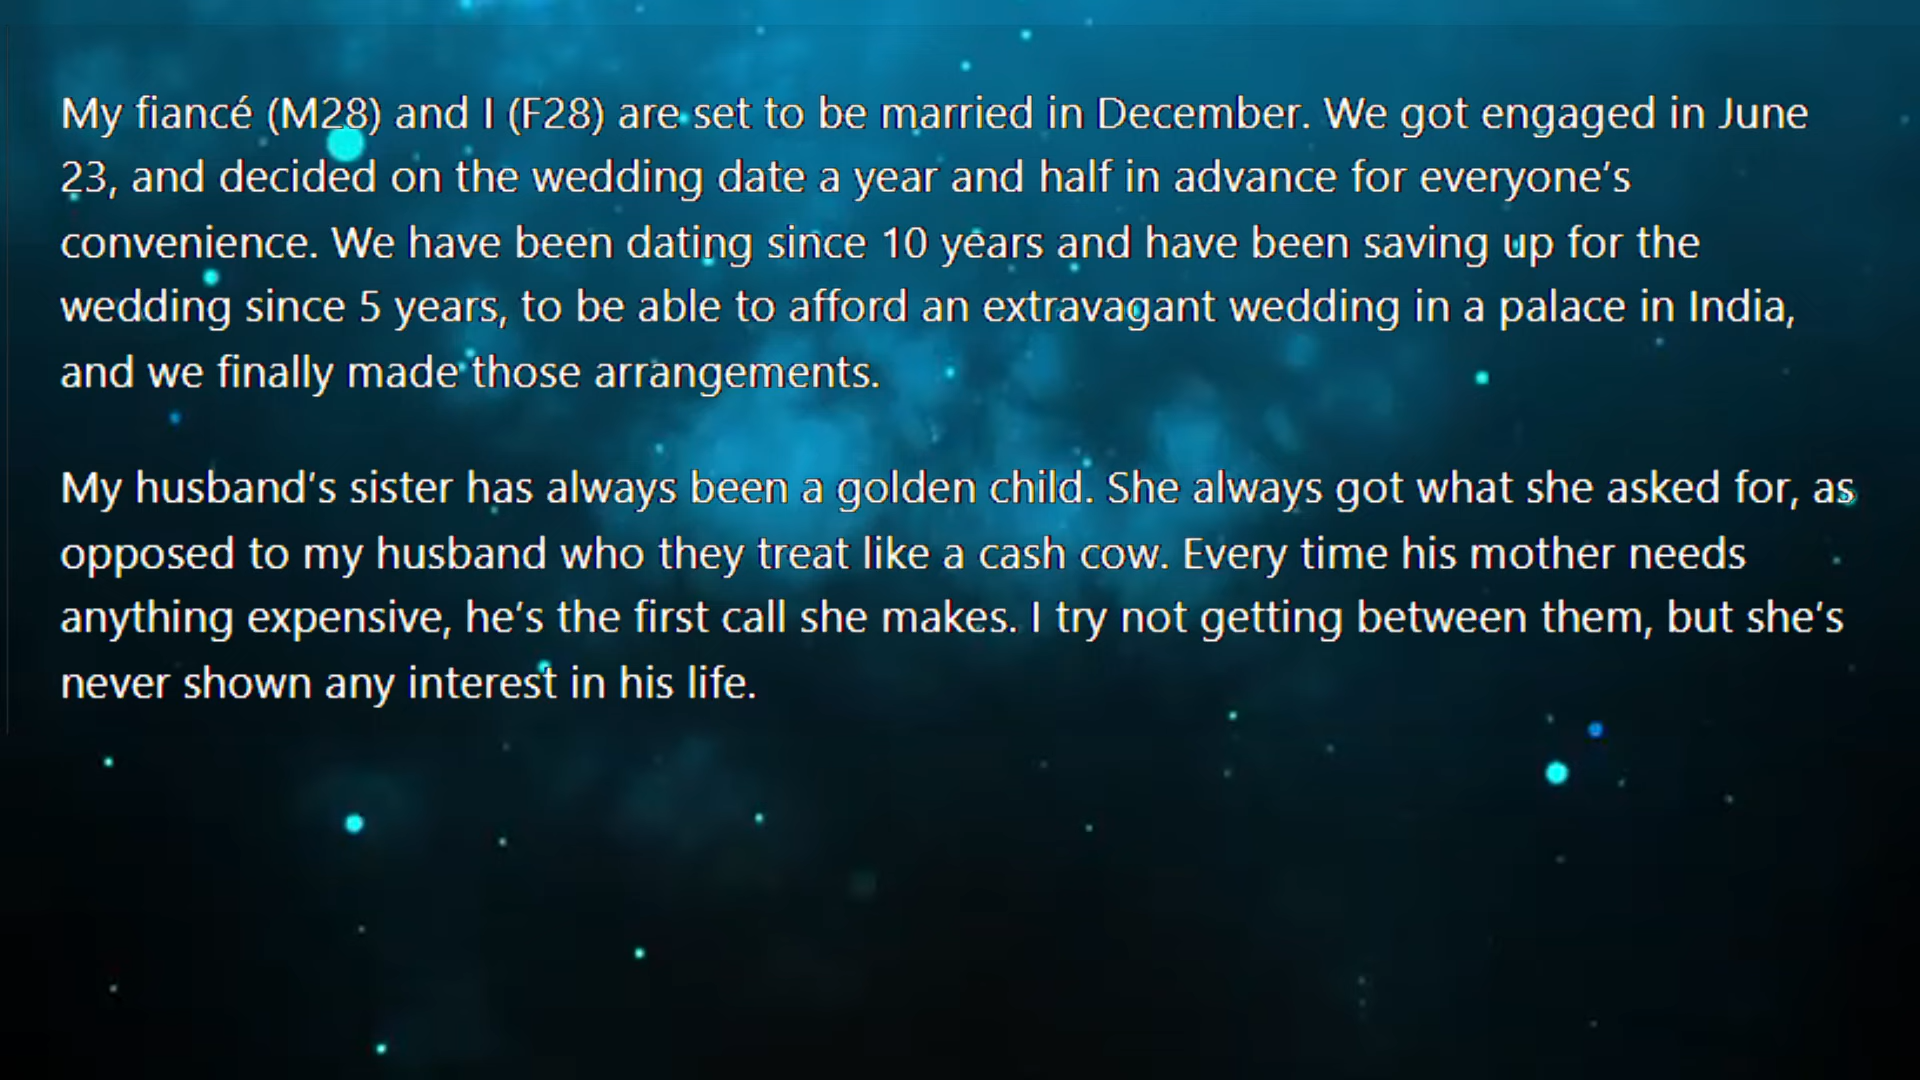 My fiancé (M28) and I (F28) are set to be married in December. We got engaged in June
23, and decided on the wedding date a year and half in advance for everyone’s
convenience. We have been dating since 10 years and have been saving up for the
wedding since 5 years, to be able to afford an extravagant wedding in a palace in India,
and we finally made those arrangements.
My husband’s sister has always been a golden child. She always got what she asked for, as
opposed to my husband who they treat like a cash cow. Every time his mother needs
anything expensive, he’s the first call she makes. I try not getting between them, but she’s
never shown any interest in his life.